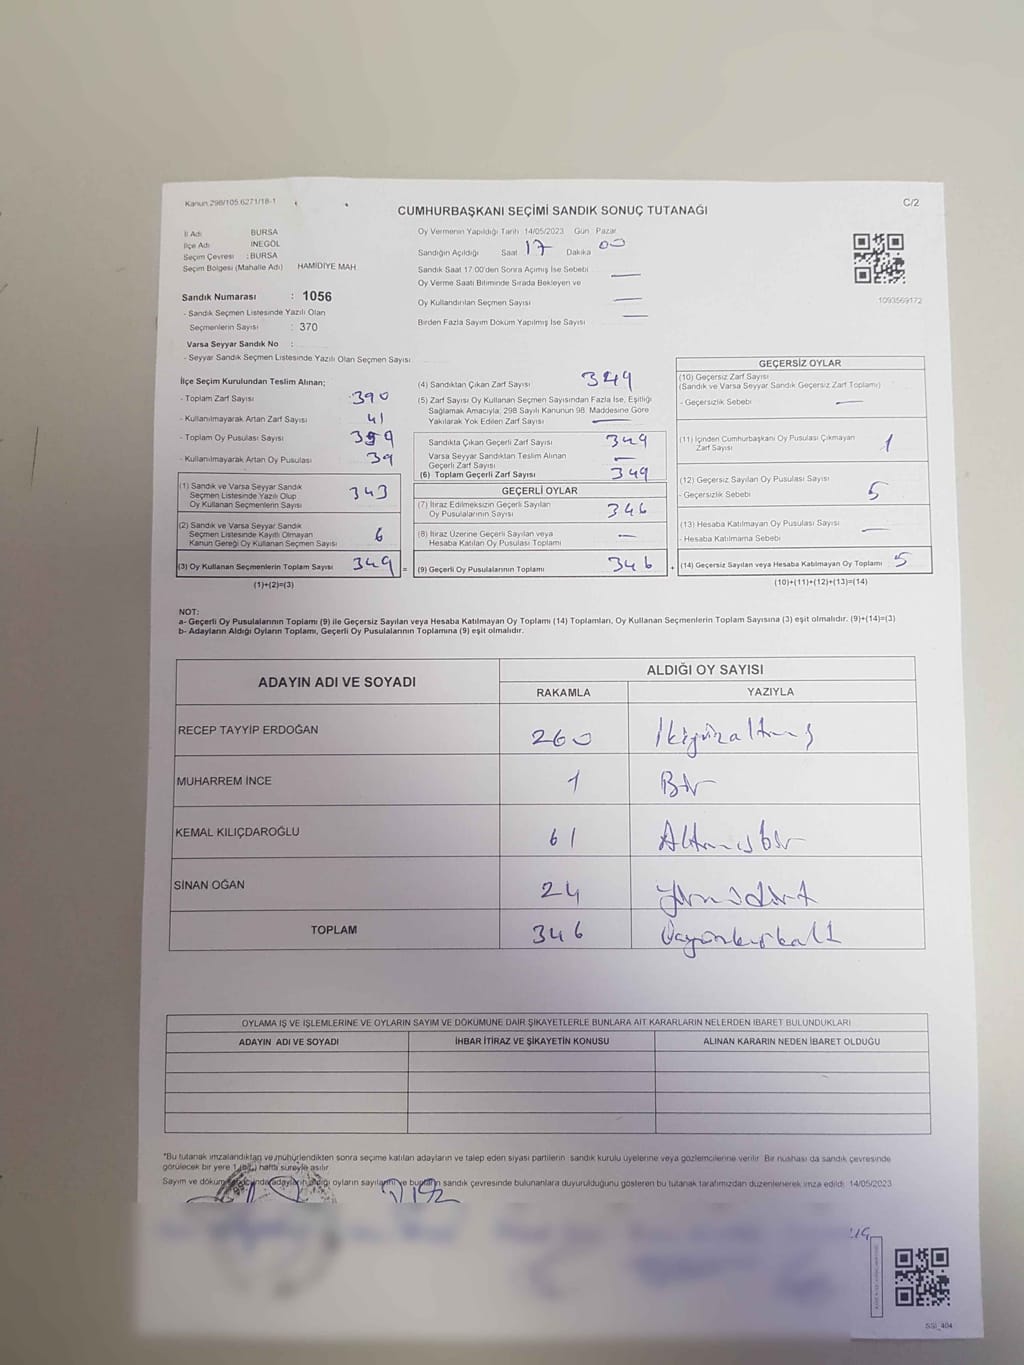 Kanun 298/105.6271/18-1
C/2
CUMHURBAŞKANI SEÇİMİ SANDIK SONUÇ TUTANAĞI
İl Adı BURSA
İlçe Adı İNEGÖL
Seçim Çevresi : BURSA
Seçim Bölgesi (Mahalle Adı) HAMİDİYE MAH.
Sandık Numarası : 1056
- Sandık Seçmen Listesinde Yazılı Olan
Seçmenlerin Sayısı : 370
Varsa Seyyar Sandık No :
- Seyyar Sandık Seçmen Listesinde Yazılı Olan Seçmen Sayısı
Oy Vermenin Yapıldığı Tarih 14/05/2023 Gün Pazar
Sandığın Açıldığı Saat 17 Dakika 00
Sandık Saat 17:00'den Sonra Açımış İse Sebebi —
Oy Verme Saati Bitiminde Sırada Bekleyen ve
Oy Kullandırılan Seçmen Sayısı —
Birden Fazla Sayım Döküm Yapılmış İse Sayısı —
1093569172
İlçe Seçim Kurulundan Teslim Alınan;
- Toplam Zarf Sayısı 390
- Kullanılmayarak Artan Zarf Sayısı 41
- Toplam Oy Pusulası Sayısı
- Kullanılmayarak Artan Oy Pusulası 39
(1) Sandık ve Varsa Seyyar Sandık
Seçmen Listesinde Yazılı Olup
Oy Kullanan Seçmenlerin Sayısı 343
(2) Sandık ve Varsa Seyyar Sandık
Seçmen Listesinde Kayıtlı Olmayan
Kanun Gereği Oy Kullanan Seçmen Sayısı 6
(3) Oy Kullanan Seçmenlerin Toplam Sayısı 349 =
(1)+(2)=(3)
(4) Sandıktan Çıkan Zarf Sayısı 349
(5) Zarf Sayısı Oy Kullanan Seçmen Sayısından Fazla İse, Eşitliği
Sağlamak Amacıyla; 298 Sayılı Kanunun 98. Maddesine Göre
Yakılarak Yok Edilen Zarf Sayısı —
Sandıkta Çıkan Geçerli Zarf Sayısı 349
Varsa Seyyar Sandıktan Teslim Alınan
Geçerli Zarf Sayısı —
(6) Toplam Geçerli Zarf Sayısı 349
GEÇERLİ OYLAR
(7) İtiraz Edilmeksizin Geçerli Sayılan
Oy Pusulalarının Sayısı 346
(8) İtiraz Üzerine Geçerli Sayılan veya
Hesaba Katılan Oy Pusulası Toplamı —
(9) Geçerli Oy Pusulalarının Toplamı 346 +
GEÇERSİZ OYLAR
(10) Geçersiz Zarf Sayısı
(Sandık ve Varsa Seyyar Sandık Geçersiz Zarf Toplamı)
- Geçersizlik Sebebi —
(11) İçinden Cumhurbaşkanı Oy Pusulası Çıkmayan
Zarf Sayısı 1
(12) Geçersiz Sayılan Oy Pusulası Sayısı
- Geçersizlik Sebebi 5
(13) Hesaba Katılmayan Oy Pusulası Sayısı
- Hesaba Katılmama Sebebi —
(14) Geçersiz Sayılan veya Hesaba Katılmayan Oy Toplamı 5
(10)+(11)+(12)+(13)=(14)
NOT:
a- Geçerli Oy Pusulalarının Toplamı (9) ile Geçersiz Sayılan veya Hesaba Katılmayan Oy Toplamı (14) Toplamları, Oy Kullanan Seçmenlerin Toplam Sayısına (3) eşit olmalıdır. (9)+(14)=(3)
b- Adayların Aldığı Oyların Toplamı, Geçerli Oy Pusulalarının Toplamına (9) eşit olmalıdır.
ADAYIN ADI VE SOYADI
ALDIĞI OY SAYISI
RAKAMLA YAZIYLA
RECEP TAYYİP ERDOĞAN 260 İkiyüzaltmış
MUHARREM İNCE 1 Bir
KEMAL KILIÇDAROĞLU 61 Altmışbir
SİNAN OĞAN 24 Yirmidört
TOPLAM 346 Üçyüzkırkaltı
OYLAMA İŞ VE İŞLEMLERİNE VE OYLARIN SAYIM VE DÖKÜMÜNE DAİR ŞİKAYETLERLE BUNLARA AİT KARARLARIN NELERDEN İBARET BULUNDUKLARI
ADAYIN ADI VE SOYADI İHBAR İTİRAZ VE ŞİKAYETİN KONUSU ALINAN KARARIN NEDEN İBARET OLDUĞU
*Bu tutanak imzalandıktan ve mühürlendikten sonra seçime katılan adayların ve talep eden siyasi partilerin sandık kurulu üyelerine veya gözlemcilerine verilir. Bir nüshası da sandık çevresinde
görülecek bir yere 1 (bir) hafta süreyle asılır.
Sayım ve döküm adayların aldığı oyların sayılarını ve bunların sandık çevresinde bulunanlara duyurulduğunu gösteren bu tutanak tarafımızdan düzenlenerek imza edildi. 14/05/2023
SSİ_404